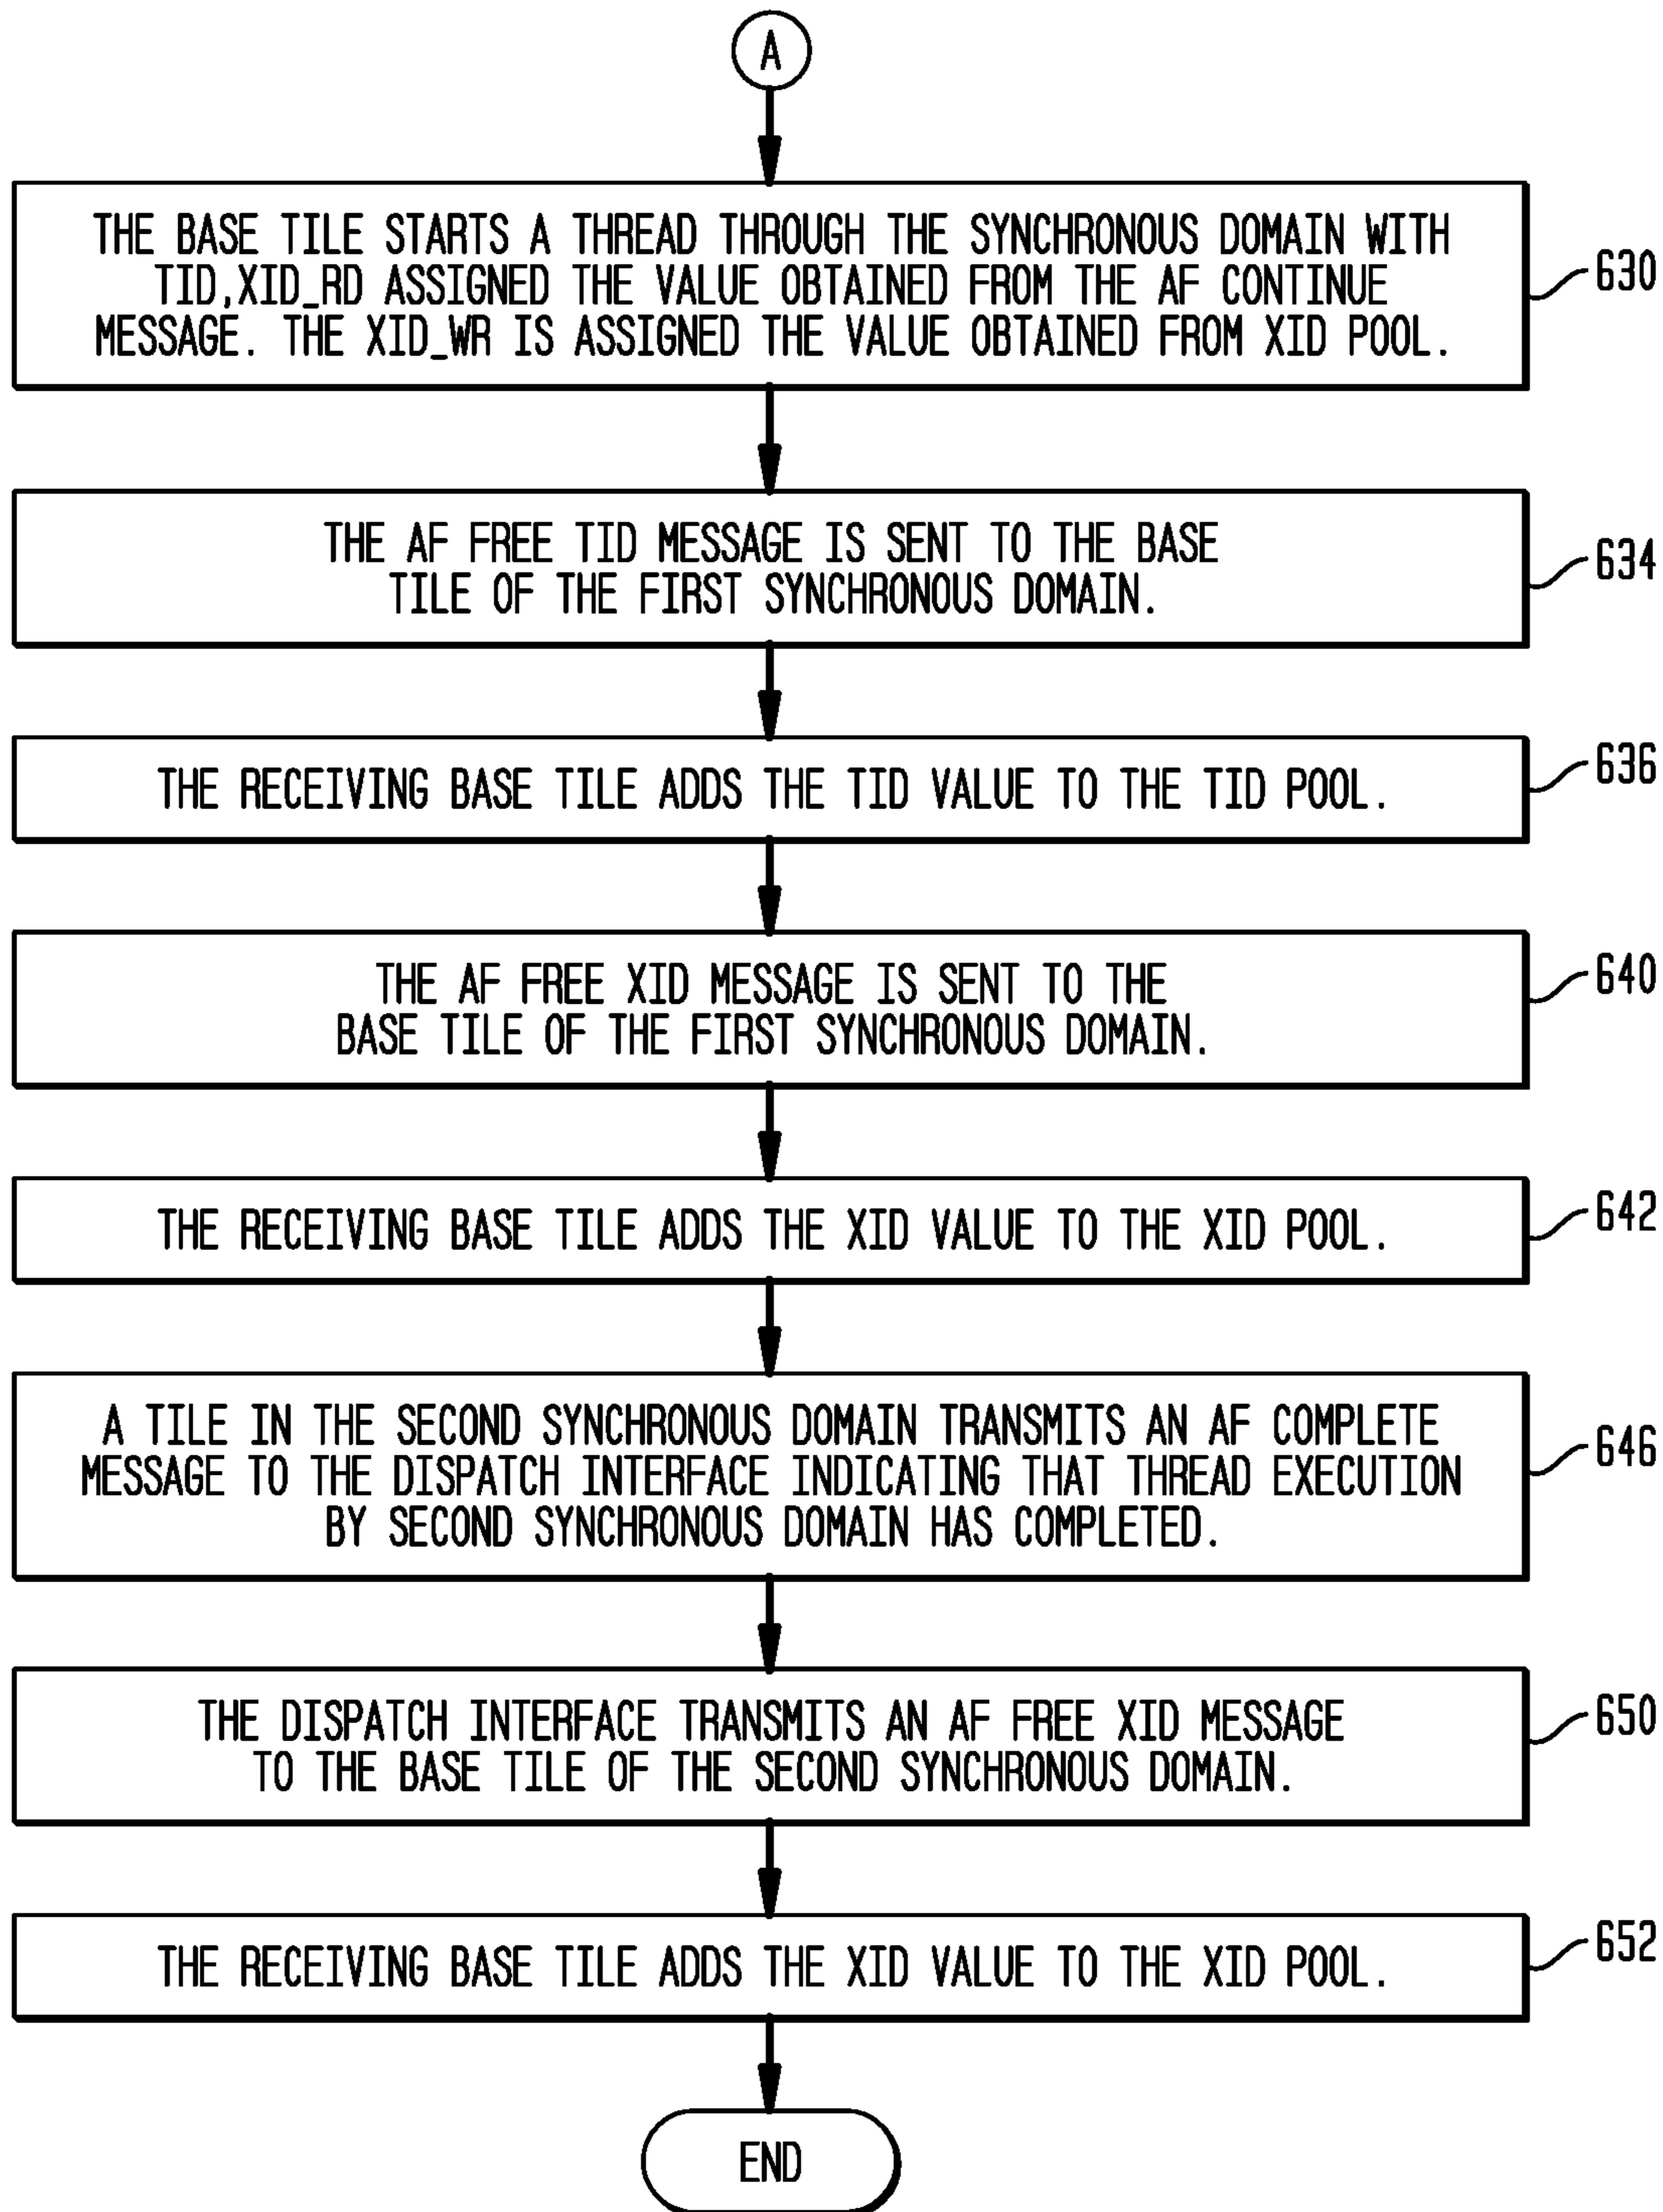 A
THE BASE TILE STARTS A THREAD THROUGH THE SYNCHRONOUS DOMAIN WITH
TID,XID_RD ASSIGNED THE VALUE OBTAINED FROM THE AF CONTINUE
MESSAGE. THE XID_WR IS ASSIGNED THE VALUE OBTAINED FROM XID POOL.
630
THE AF FREE TID MESSAGE IS SENT TO THE BASE
TILE OF THE FIRST SYNCHRONOUS DOMAIN.
634
THE RECEIVING BASE TILE ADDS THE TID VALUE TO THE TID POOL.
636
THE AF FREE XID MESSAGE IS SENT TO THE
BASE TILE OF THE FIRST SYNCHRONOUS DOMAIN.
640
THE RECEIVING BASE TILE ADDS THE XID VALUE TO THE XID POOL.
642
A TILE IN THE SECOND SYNCHRONOUS DOMAIN TRANSMITS AN AF COMPLETE
MESSAGE TO THE DISPATCH INTERFACE INDICATING THAT THREAD EXECUTION
BY SECOND SYNCHRONOUS DOMAIN HAS COMPLETED.
646
THE DISPATCH INTERFACE TRANSMITS AN AF FREE XID MESSAGE
TO THE BASE TILE OF THE SECOND SYNCHRONOUS DOMAIN.
650
THE RECEIVING BASE TILE ADDS THE XID VALUE TO THE XID POOL.
652
END